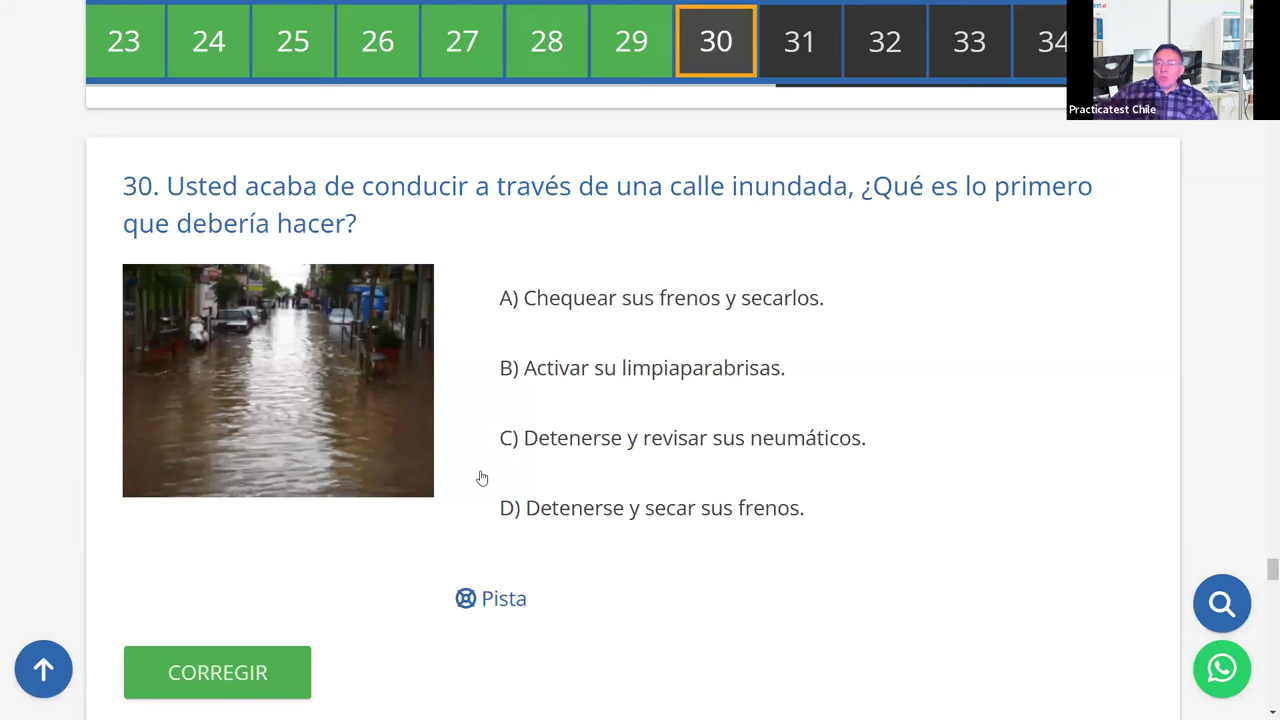 23 24 25 26 27 28 29 30 31 32 33 34
Practicatest Chile
30. Usted acaba de conducir a través de una calle inundada, ¿Qué es lo primero
que debería hacer?
A) Chequear sus frenos y secarlos.
B) Activar su limpiaparabrisas.
C) Detenerse y revisar sus neumáticos.
D) Detenerse y secar sus frenos.
Pista
CORREGIR